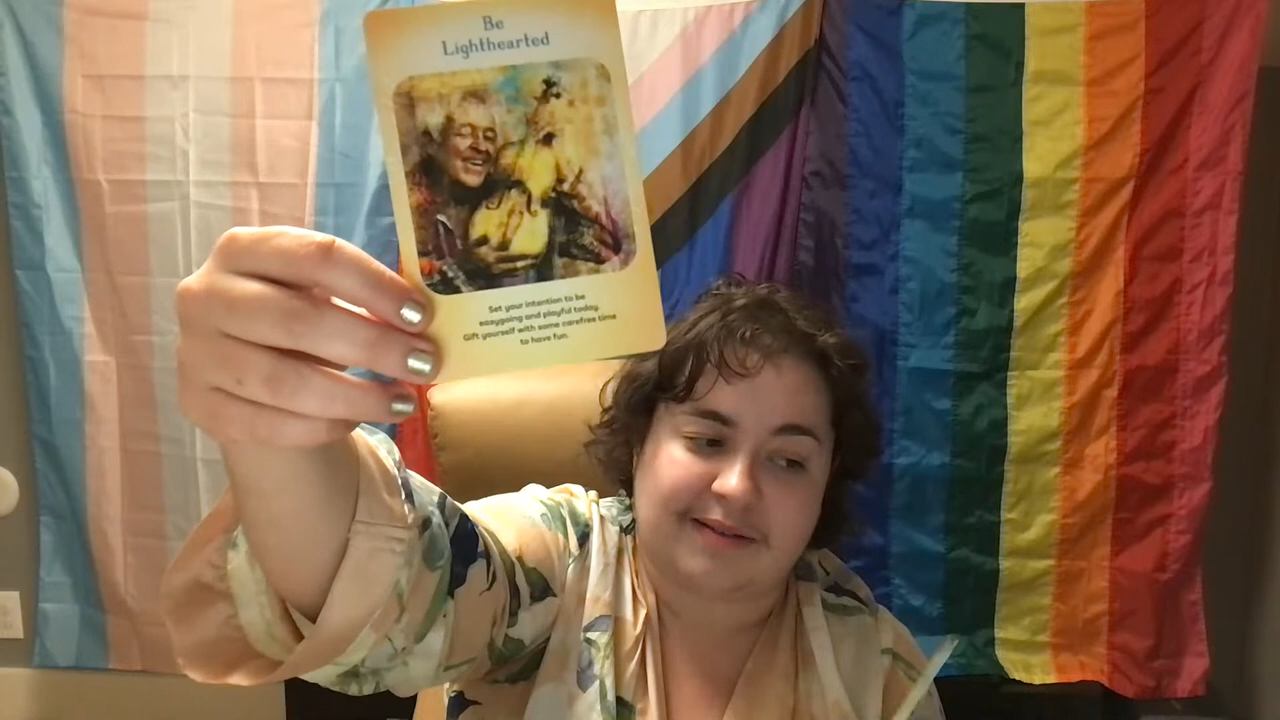 Be
Lighthearted
Set your intention to be
easygoing and playful today.
Gift yourself with some carefree time
to have fun.